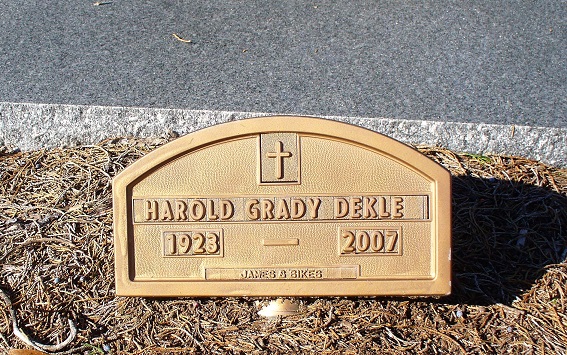 HAROLD GRADY DEKLE
1923 — 2007
JAMES & SIKES